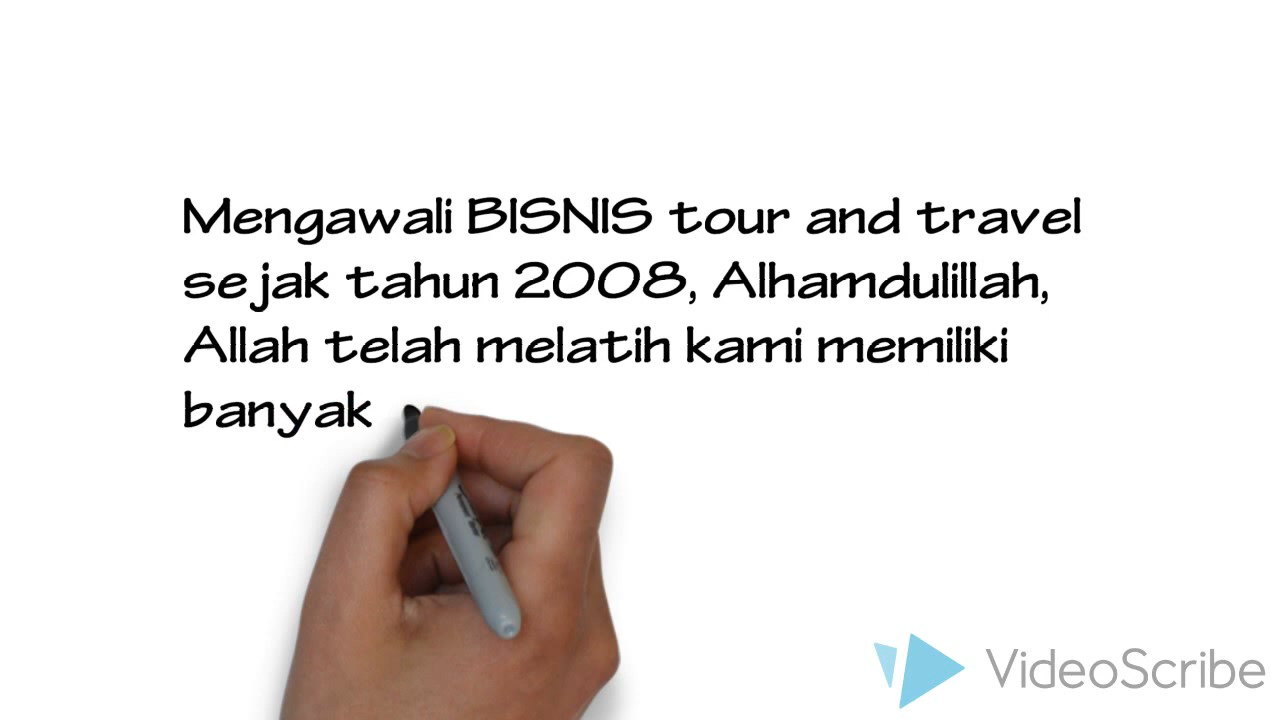 Mengawali BISNIS tour and travel
sejak tahun 2008, Alhamdulillah,
Allah telah melatih kami memiliki
banyak
VideoScribe